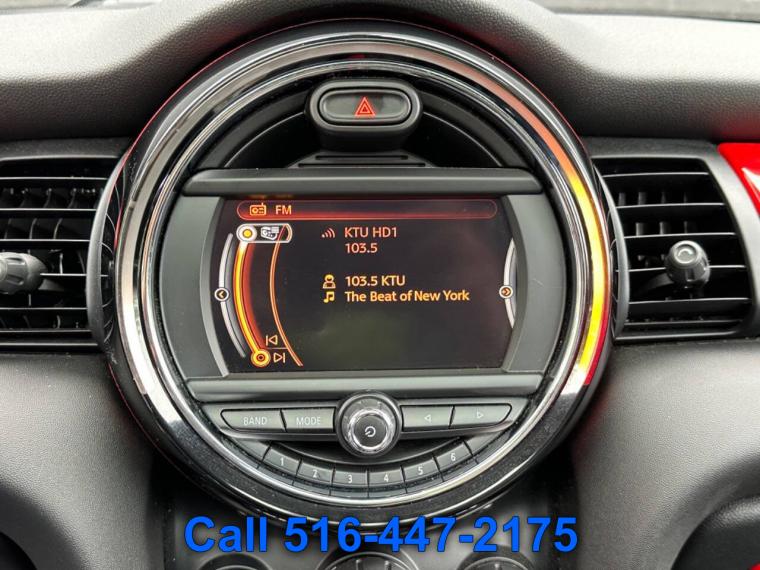 FM
KTU HD1
103.5
103.5 KTU
The Beat of New York
BAND
MODE
1 2 3 4 5 6
Call 516-447-2175